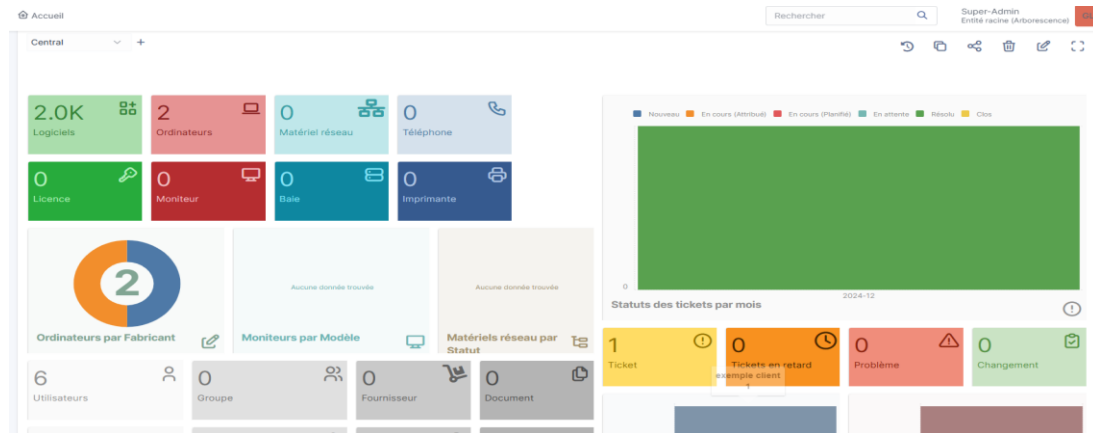 Accueil
Rechercher
Super-Admin
Entité racine (Arborescence)
Central
2.0K
Logiciels
2
Ordinateurs
0
Matériel réseau
0
Téléphone
0
Licence
0
Moniteur
0
Baie
0
Imprimante
2
Ordinateurs par Fabricant
Aucune donnée trouvée
Moniteurs par Modèle
Aucune donnée trouvée
Matériels réseau par
Statut
6
Utilisateurs
0
Groupe
0
Fournisseur
0
Document
Nouveau En cours (Attribué) En cours (Planifié) En attente Résolu Clos
0
2024-12
Statuts des tickets par mois
1
Ticket
0
Tickets en retard
exemple client
1
0
Problème
0
Changement